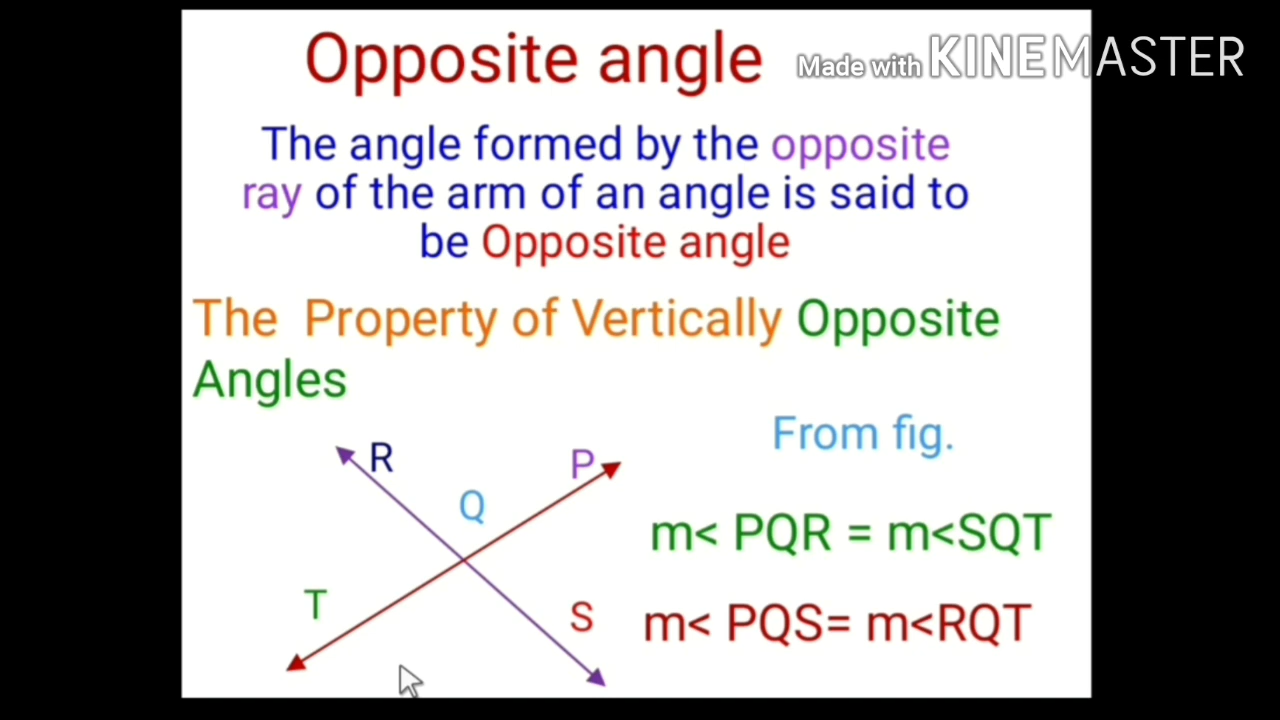 Opposite angle
Made with KINEMASTER
The angle formed by the opposite
ray of the arm of an angle is said to
be Opposite angle
The Property of Vertically Opposite
Angles
From fig.
R
P
Q
m< PQR = m<SQT
T
S
m< PQS= m<RQT